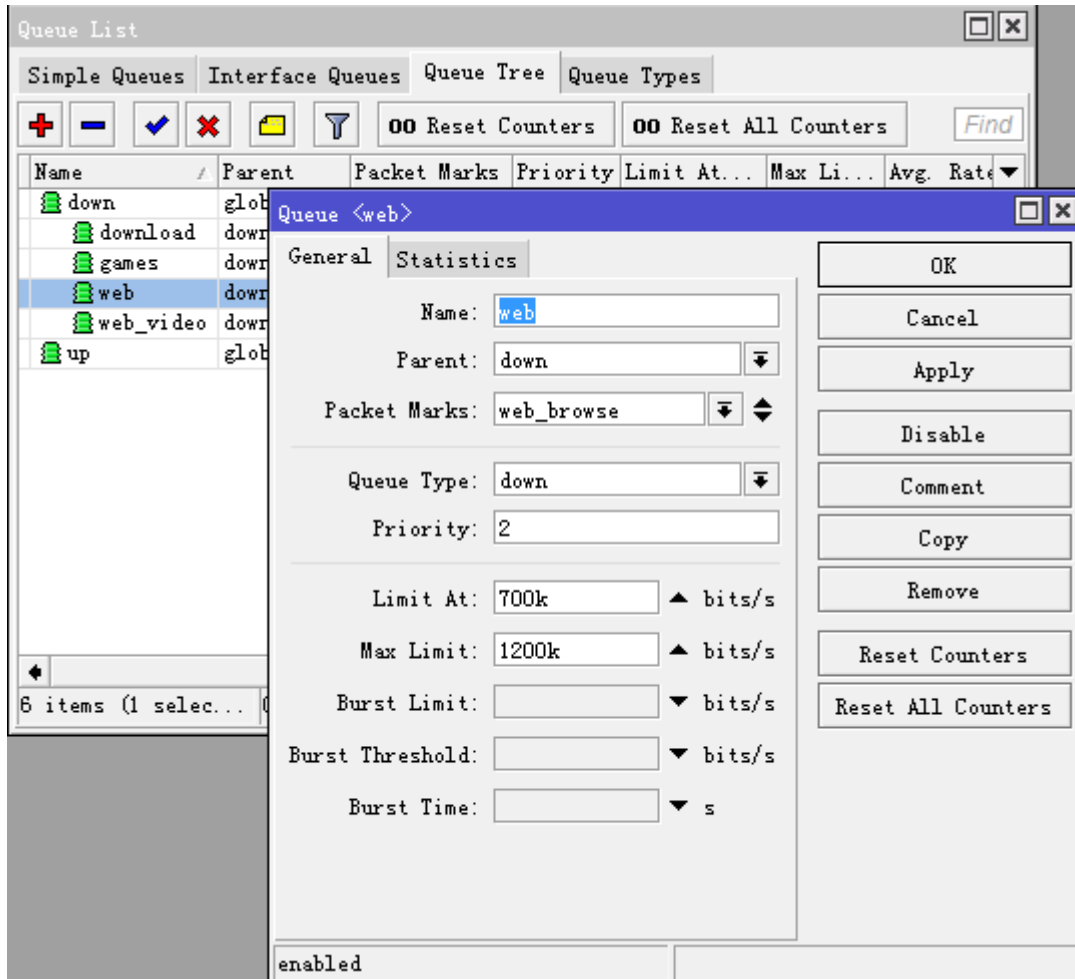 Queue List
Simple Queues Interface Queues Queue Tree Queue Types
00 Reset Counters 00 Reset All Counters Find
Name Parent Packet Marks Priority Limit At... Max Li... Avg. Rate
down glob
download down
games down
web down
web_video down
up glob
6 items (1 selec...
Queue <web>
General Statistics
Name: web
Parent: down
Packet Marks: web_browse
Queue Type: down
Priority: 2
Limit At: 700k bits/s
Max Limit: 1200k bits/s
Burst Limit: bits/s
Burst Threshold: bits/s
Burst Time: s
enabled
OK
Cancel
Apply
Disable
Comment
Copy
Remove
Reset Counters
Reset All Counters